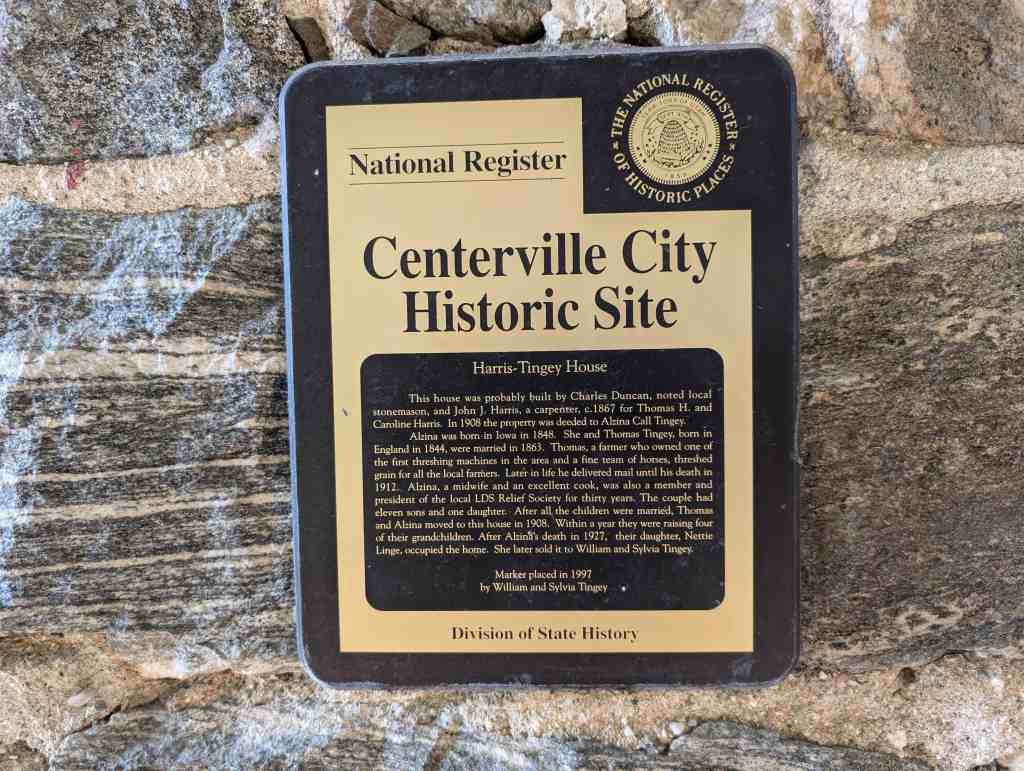 THE NATIONAL REGISTER
OF HISTORIC PLACES
National Register
Centerville City
Historic Site
Harris-Tingey House
This house was probably built by Charles Duncan, noted local
stonemason, and John J. Harris, a carpenter, c.1867 for Thomas H. and
Caroline Harris. In 1908 the property was deeded to Alzina Call Tingey.
Alzina was born in Iowa in 1848. She and Thomas Tingey, born in
England in 1844, were married in 1863. Thomas, a farmer who owned one of
the first threshing machines in the area and a fine team of horses, threshed
grain for all the local farmers. Later in life he delivered mail until his death in
1912. Alzina, a midwife and an excellent cook, was also a member and
president of the local LDS Relief Society for thirty years. The couple had
eleven sons and one daughter. After all the children were married, Thomas
and Alzina moved to this house in 1908. Within a year they were raising four
of their grandchildren. After Alzina's death in 1927, their daughter, Nettie
Linge, occupied the home. She later sold it to William and Sylvia Tingey.
Marker placed in 1997
by William and Sylvia Tingey
Division of State History